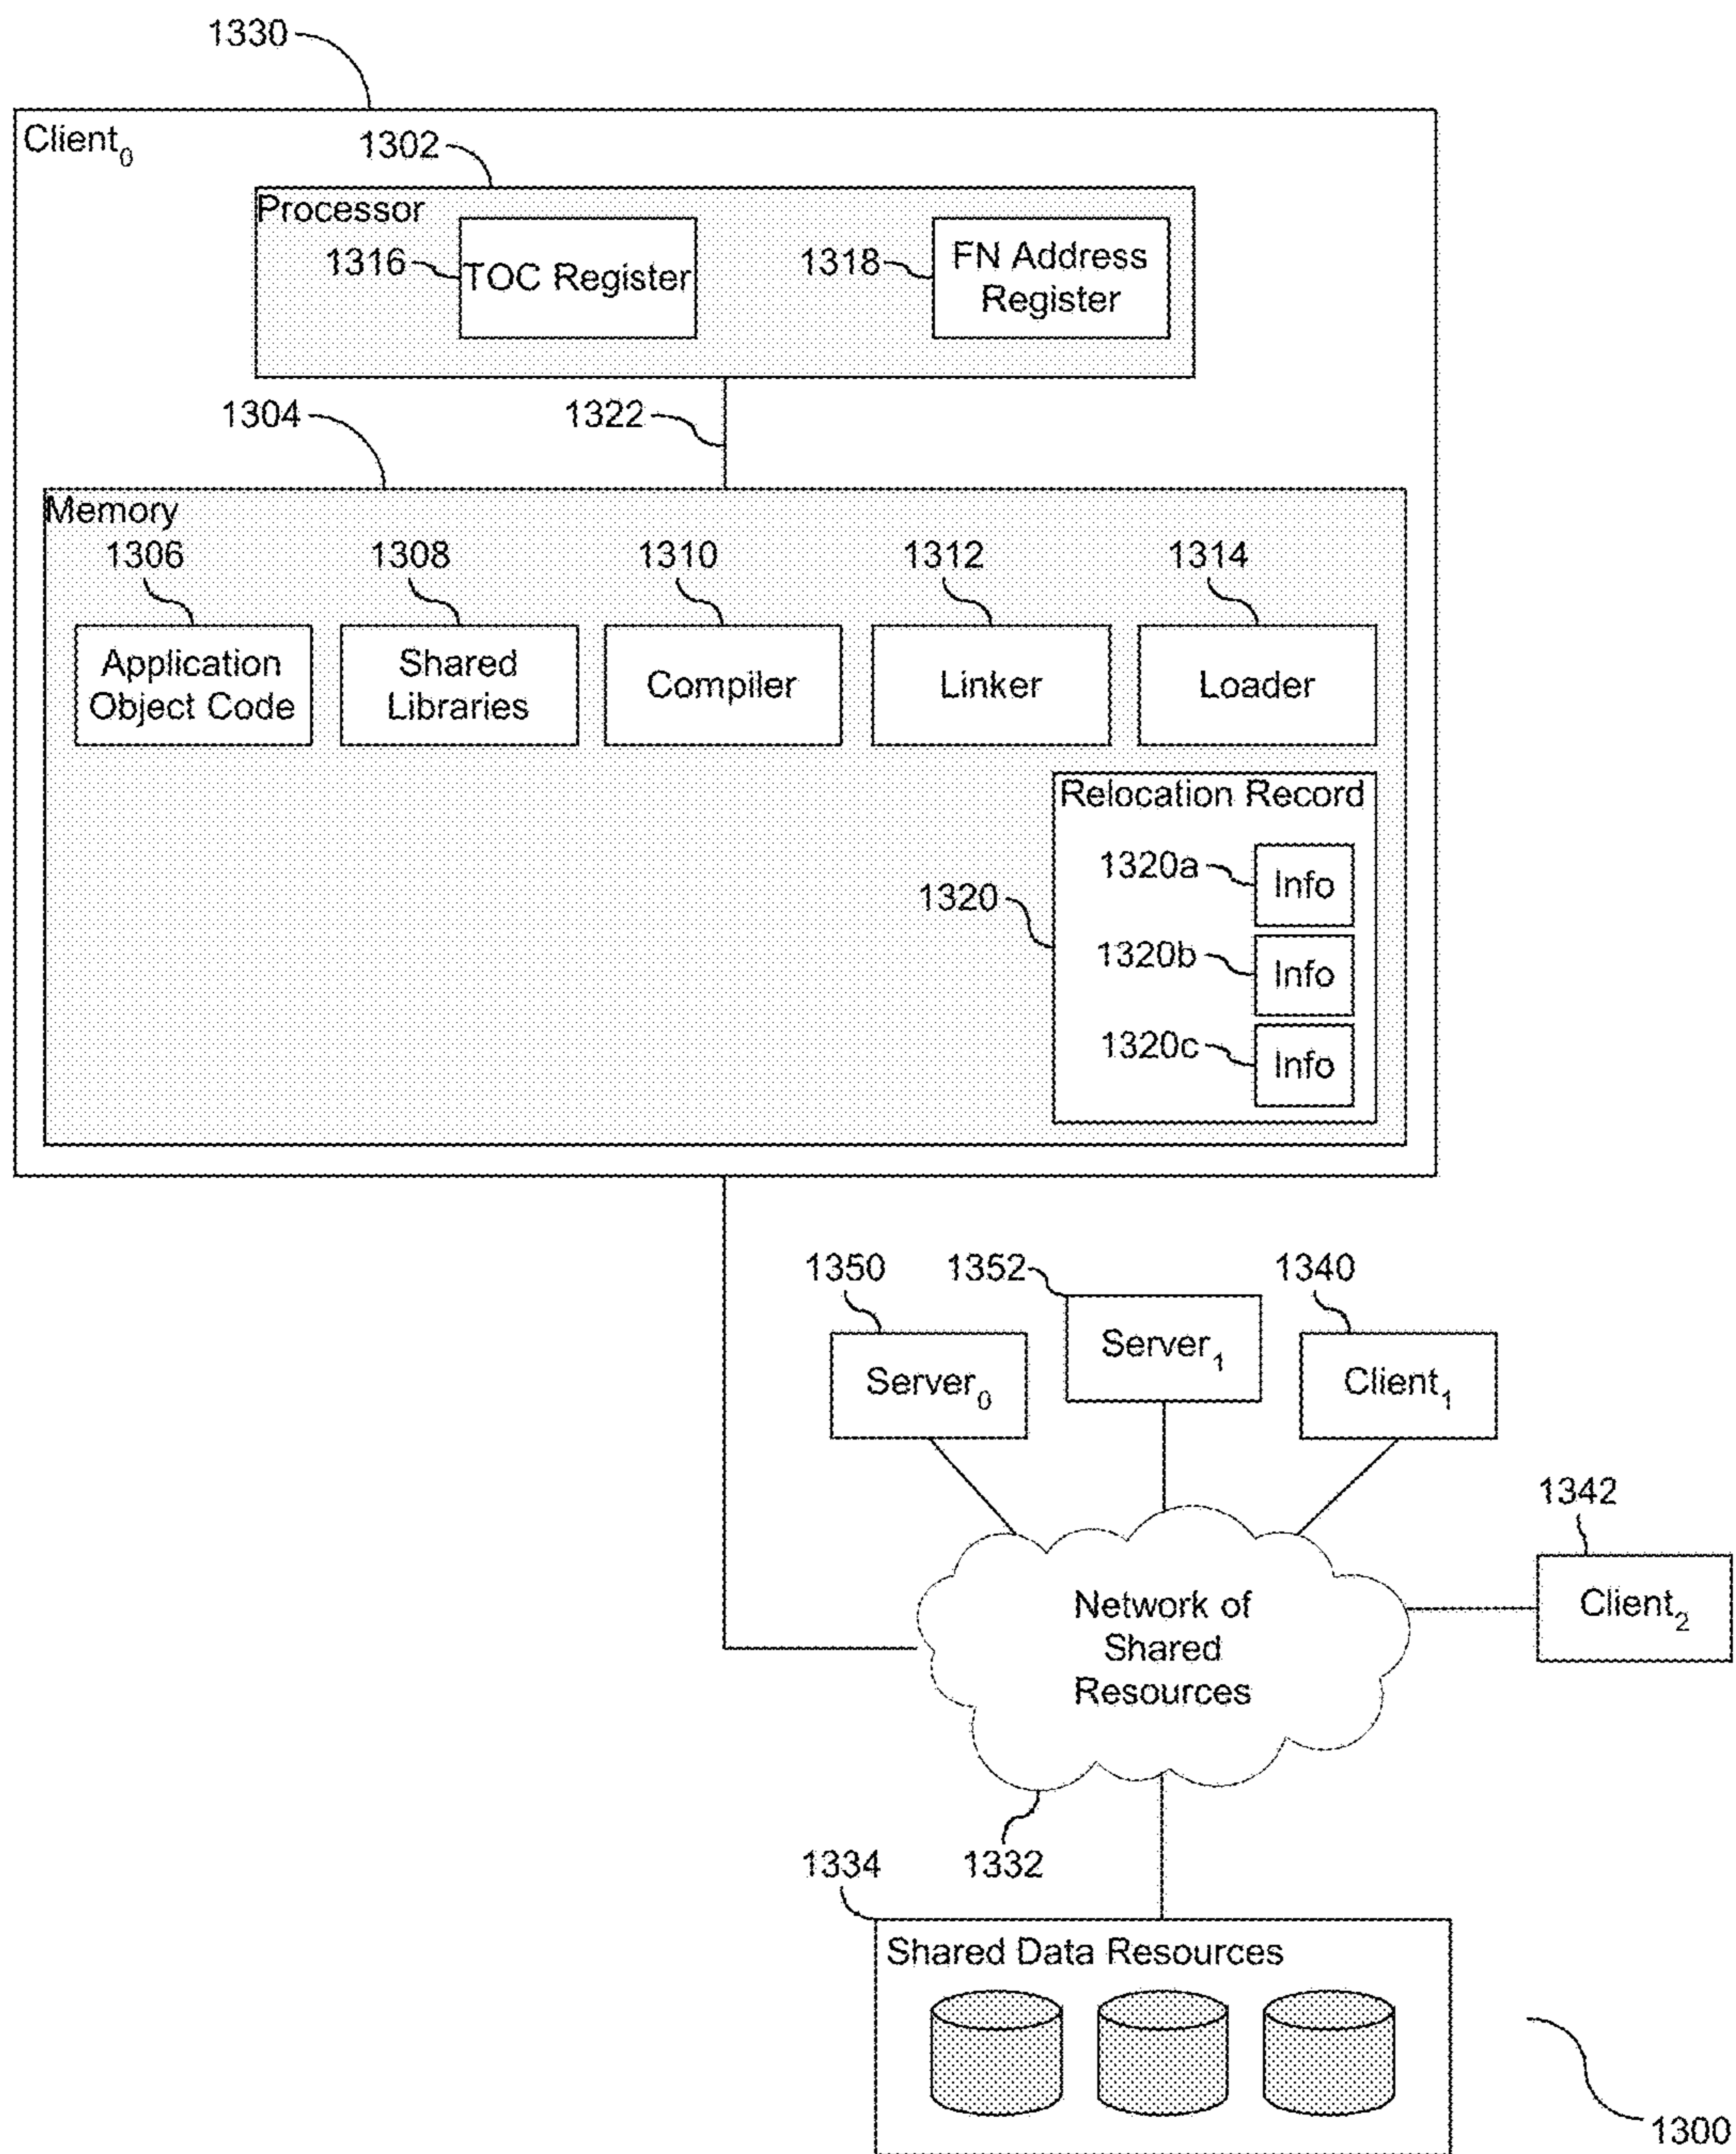 1330
Client0
1302
Processor
1316
TOC Register
1318
FN Address
Register
1304
1322
Memory
1306
1308
1310
1312
1314
Application
Object Code
Shared
Libraries
Compiler
Linker
Loader
Relocation Record
1320
1320a
Info
1320b
Info
1320c
Info
1350
1352
1340
Server0
Server1
Client1
1342
Client2
Network of
Shared
Resources
1332
1334
Shared Data Resources
1300